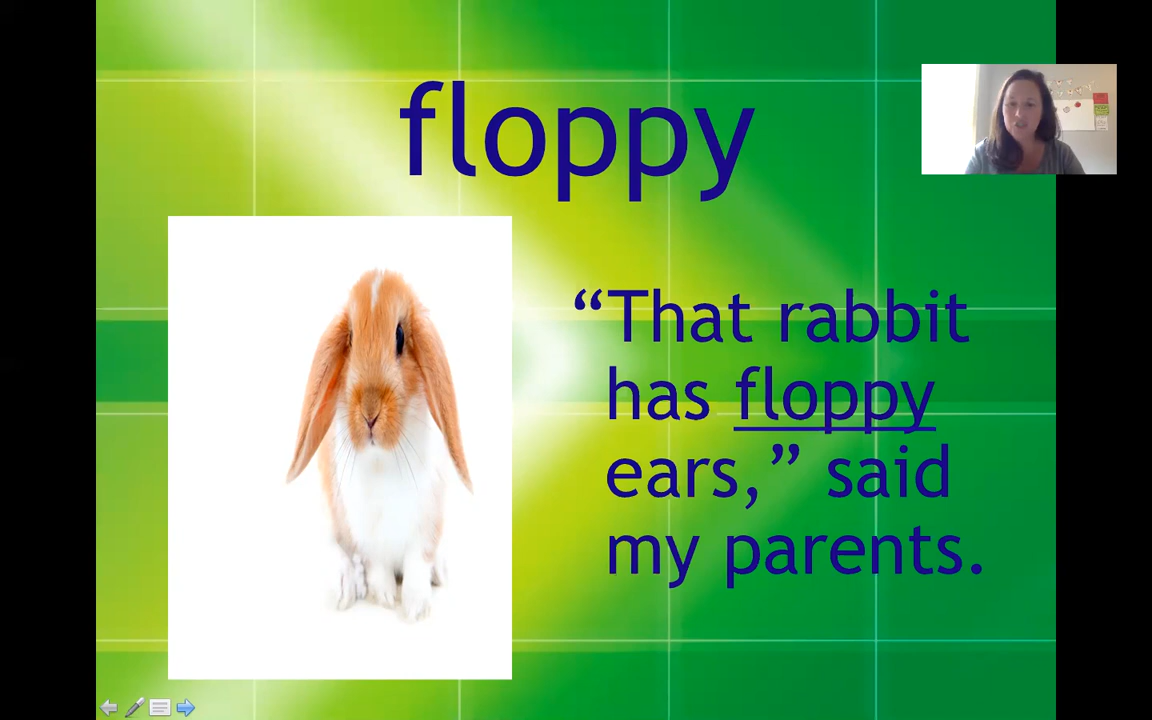 floppy
“That rabbit
has floppy
ears,” said
my parents.